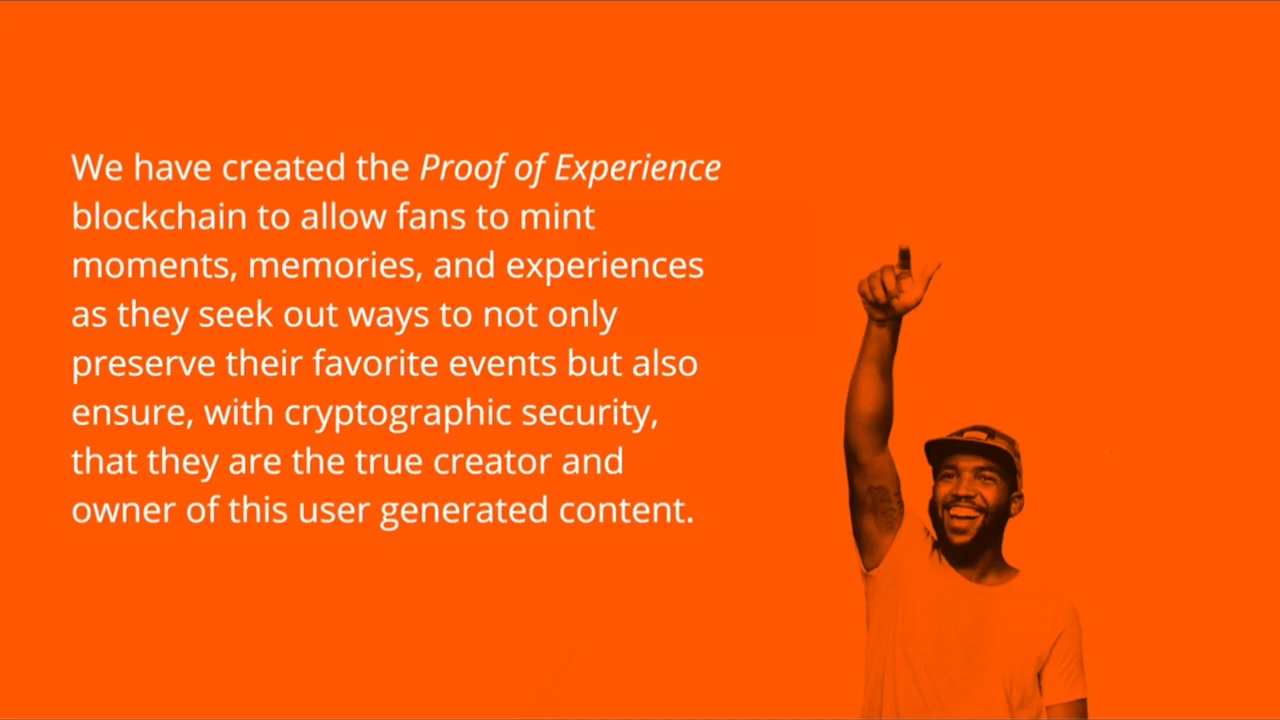 We have created the Proof of Experience
blockchain to allow fans to mint
moments, memories, and experiences
as they seek out ways to not only
preserve their favorite events but also
ensure, with cryptographic security,
that they are the true creator and
owner of this user generated content.